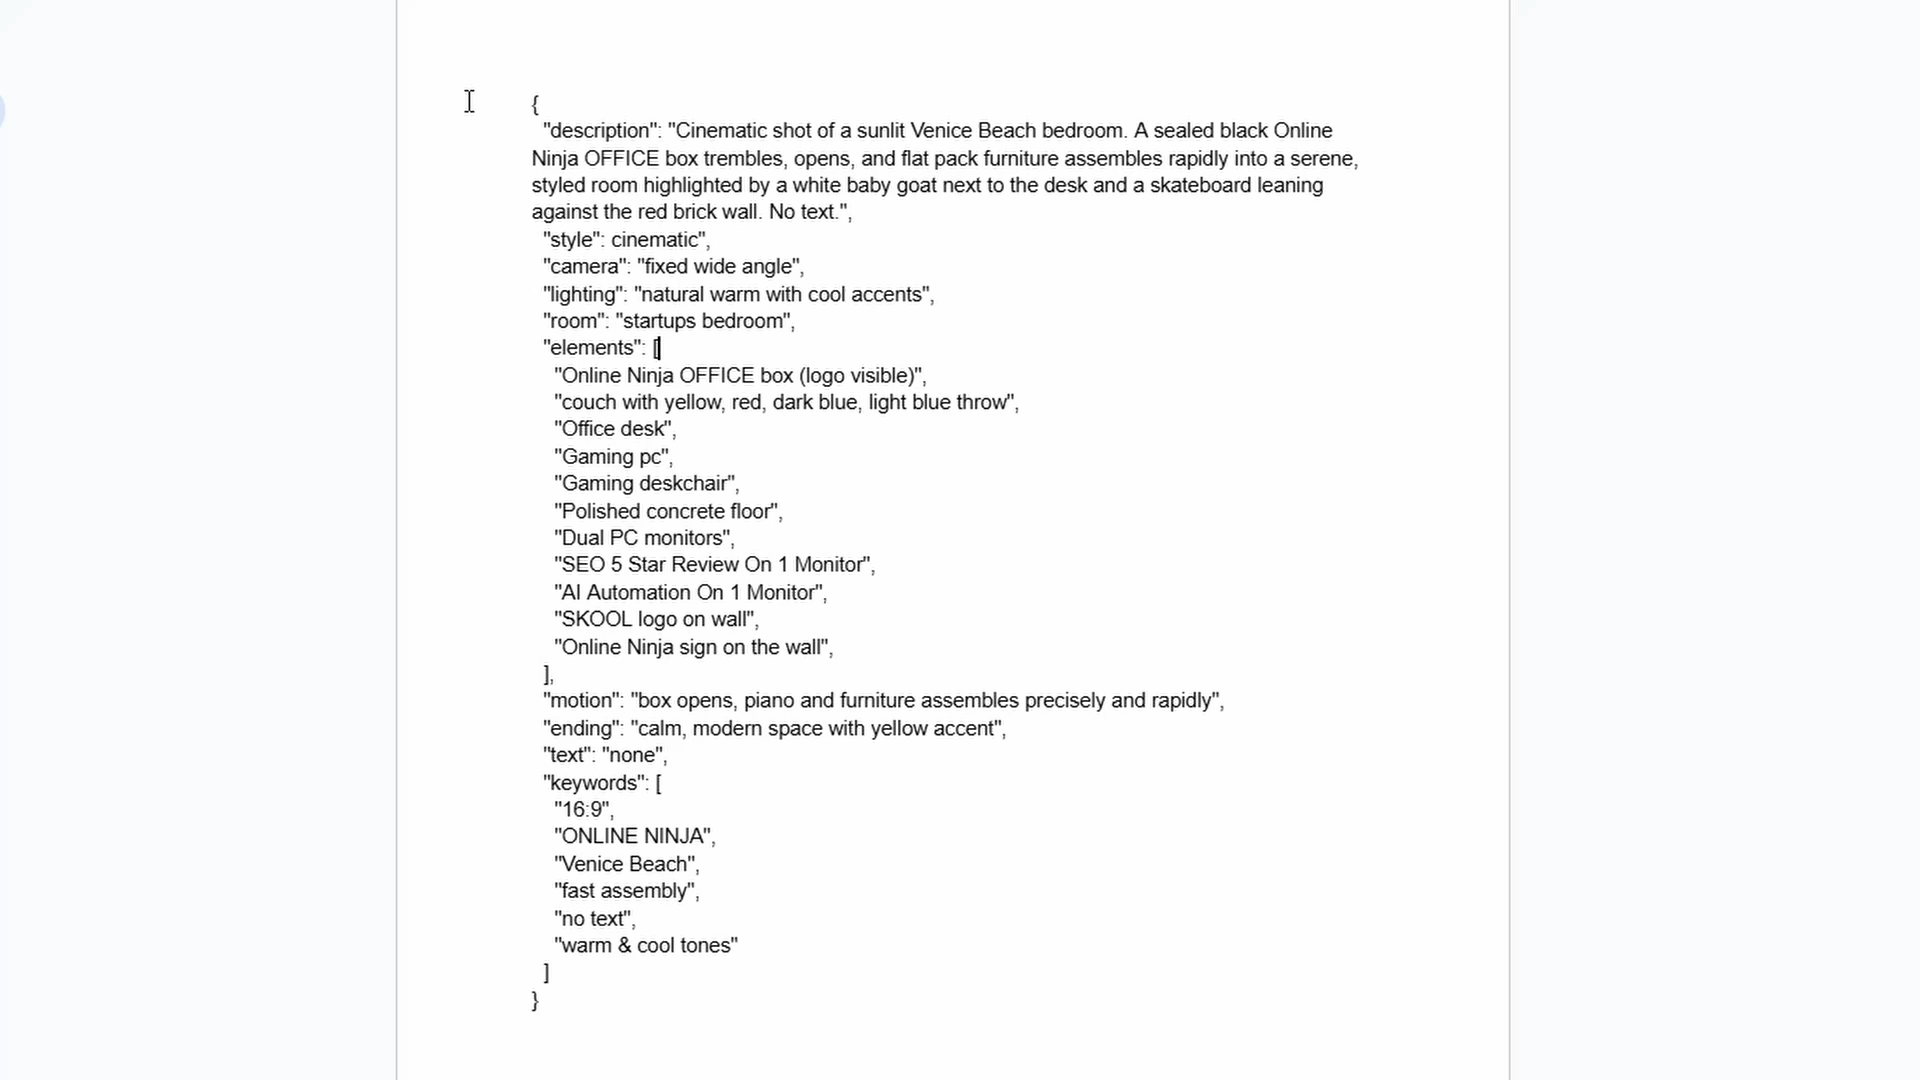 {
"description": "Cinematic shot of a sunlit Venice Beach bedroom. A sealed black Online
Ninja OFFICE box trembles, opens, and flat pack furniture assembles rapidly into a serene,
styled room highlighted by a white baby goat next to the desk and a skateboard leaning
against the red brick wall. No text.",
"style": cinematic",
"camera": "fixed wide angle",
"lighting": "natural warm with cool accents",
"room": "startups bedroom",
"elements": [
"Online Ninja OFFICE box (logo visible)",
"couch with yellow, red, dark blue, light blue throw",
"Office desk",
"Gaming pc",
"Gaming deskchair",
"Polished concrete floor",
"Dual PC monitors",
"SEO 5 Star Review On 1 Monitor",
"AI Automation On 1 Monitor",
"SKOOL logo on wall",
"Online Ninja sign on the wall",
],
"motion": "box opens, piano and furniture assembles precisely and rapidly",
"ending": "calm, modern space with yellow accent",
"text": "none",
"keywords": [
"16:9",
"ONLINE NINJA",
"Venice Beach",
"fast assembly",
"no text",
"warm & cool tones"
]
}